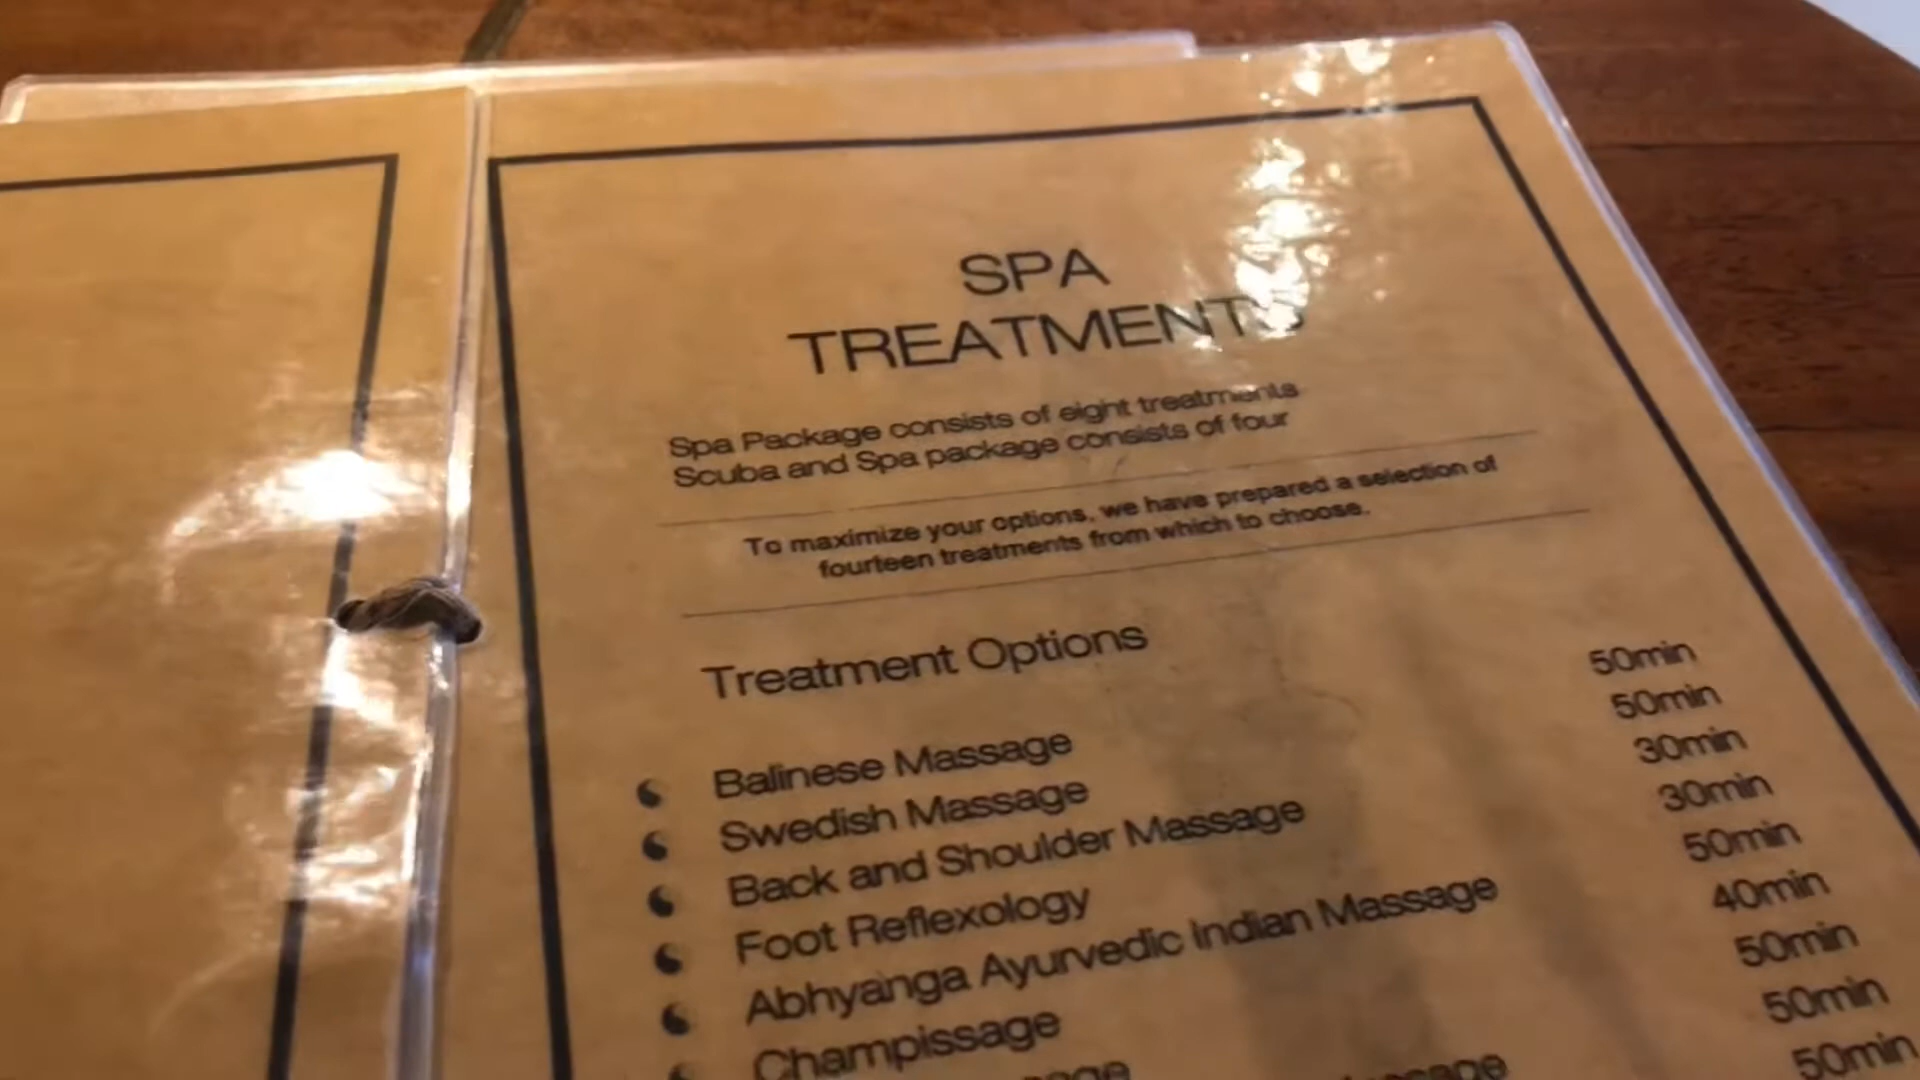 SPA
TREATMENTS
Spa Package consists of eight treatments
Scuba and Spa package consists of four
To maximize your options, we have prepared a selection of
fourteen treatments from which to choose.
Treatment Options
Balinese Massage 50min
Swedish Massage 50min
Back and Shoulder Massage 30min
Foot Reflexology 30min
Abhyanga Ayurvedic Indian Massage 50min
Champissage 40min
50min
50min
50min